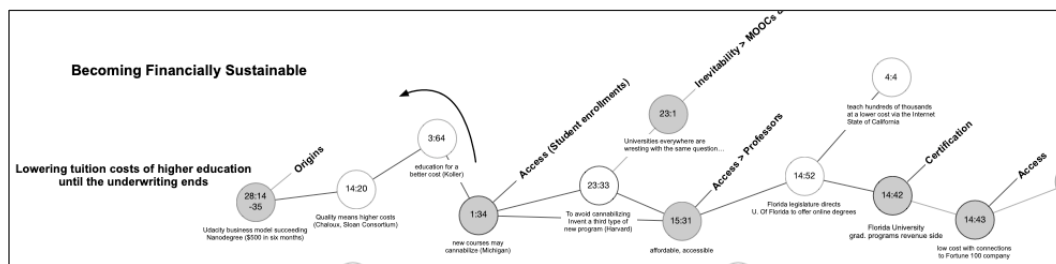 Becoming Financially Sustainable
Lowering tuition costs of higher education
until the underwriting ends
Origins
28:14
-35
Udacity business model succeeding
Nanodegree ($500 in six months)
14:20
Quality means higher costs
(Chaloux, Sloan Consortium)
3:64
education for a
better cost (Koller)
Access (Student enrollments)
1:34
new courses may
cannabilize (Michigan)
23:33
To avoid cannabilizing
Invent a third type of
new program (Harvard)
Inevitability > MOOCs
23:1
Universities everywhere are
wresting with the same question...
Access > Professors
15:31
affordable, accessible
14:52
Florida legislature directs
U. Of Florida to offer online degrees
4:4
teach hundreds of thousands
at a lower cost via the Internet
State of California
Certification
14:42
Florida University
grad. programs revenue side
Access
14:43
low cost with connections
to Fortune 100 company